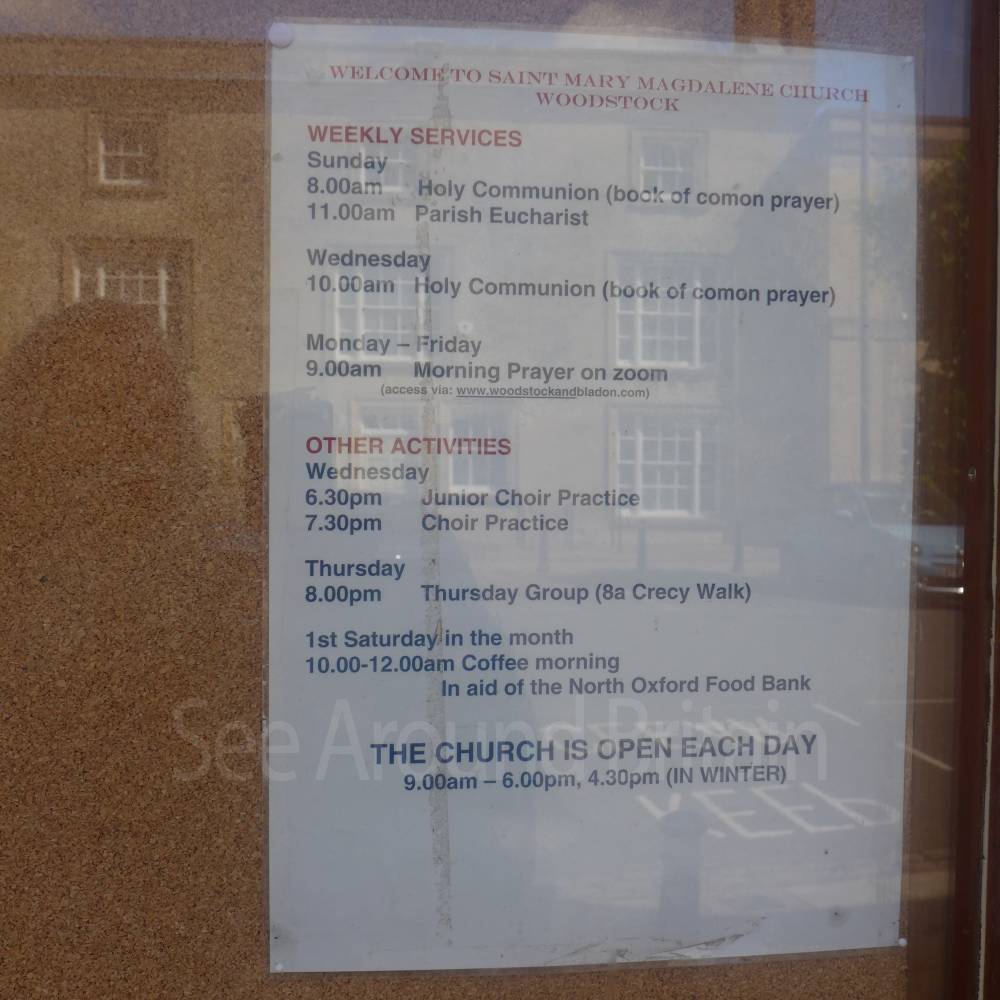 WELCOME TO SAINT MARY MAGDALENE CHURCH
WOODSTOCK
WEEKLY SERVICES
Sunday
8.00am Holy Communion (book of comon prayer)
11.00am Parish Eucharist
Wednesday
10.00am Holy Communion (book of comon prayer)
Monday – Friday
9.00am Morning Prayer on zoom
(access via: www.woodstockandbladon.com)
OTHER ACTIVITIES
Wednesday
6.30pm Junior Choir Practice
7.30pm Choir Practice
Thursday
8.00pm Thursday Group (8a Crecy Walk)
1st Saturday in the month
10.00-12.00am Coffee morning
In aid of the North Oxford Food Bank
See Around Britain
THE CHURCH IS OPEN EACH DAY
9.00am – 6.00pm, 4.30pm (IN WINTER)
KEEP